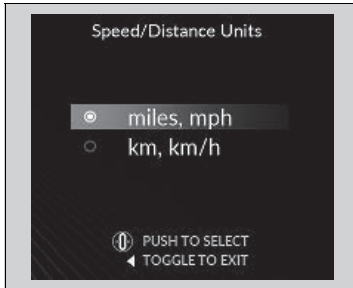 Speed/Distance Units
miles, mph
km, km/h
PUSH TO SELECT
TOGGLE TO EXIT